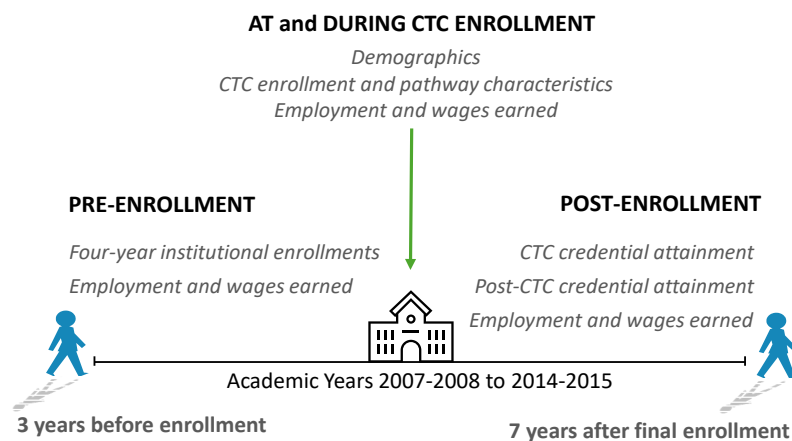 AT and DURING CTC ENROLLMENT
Demographics
CTC enrollment and pathway characteristics
Employment and wages earned
PRE-ENROLLMENT
Four-year institutional enrollments
Employment and wages earned
POST-ENROLLMENT
CTC credential attainment
Post-CTC credential attainment
Employment and wages earned
Academic Years 2007-2008 to 2014-2015
3 years before enrollment
7 years after final enrollment